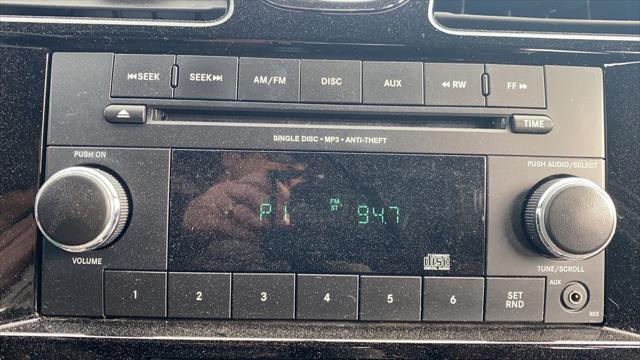 ⏮SEEK SEEK⏭ AM/FM DISC AUX ◀◀ RW FF ▶▶
TIME
SINGLE DISC • MP3 • ANTI-THEFT
PUSH ON
PUSH AUDIO/SELECT
P1 FM ST 94.7
VOLUME
disc
TUNE/SCROLL
1 2 3 4 5 6 SET RND
AUX
RES